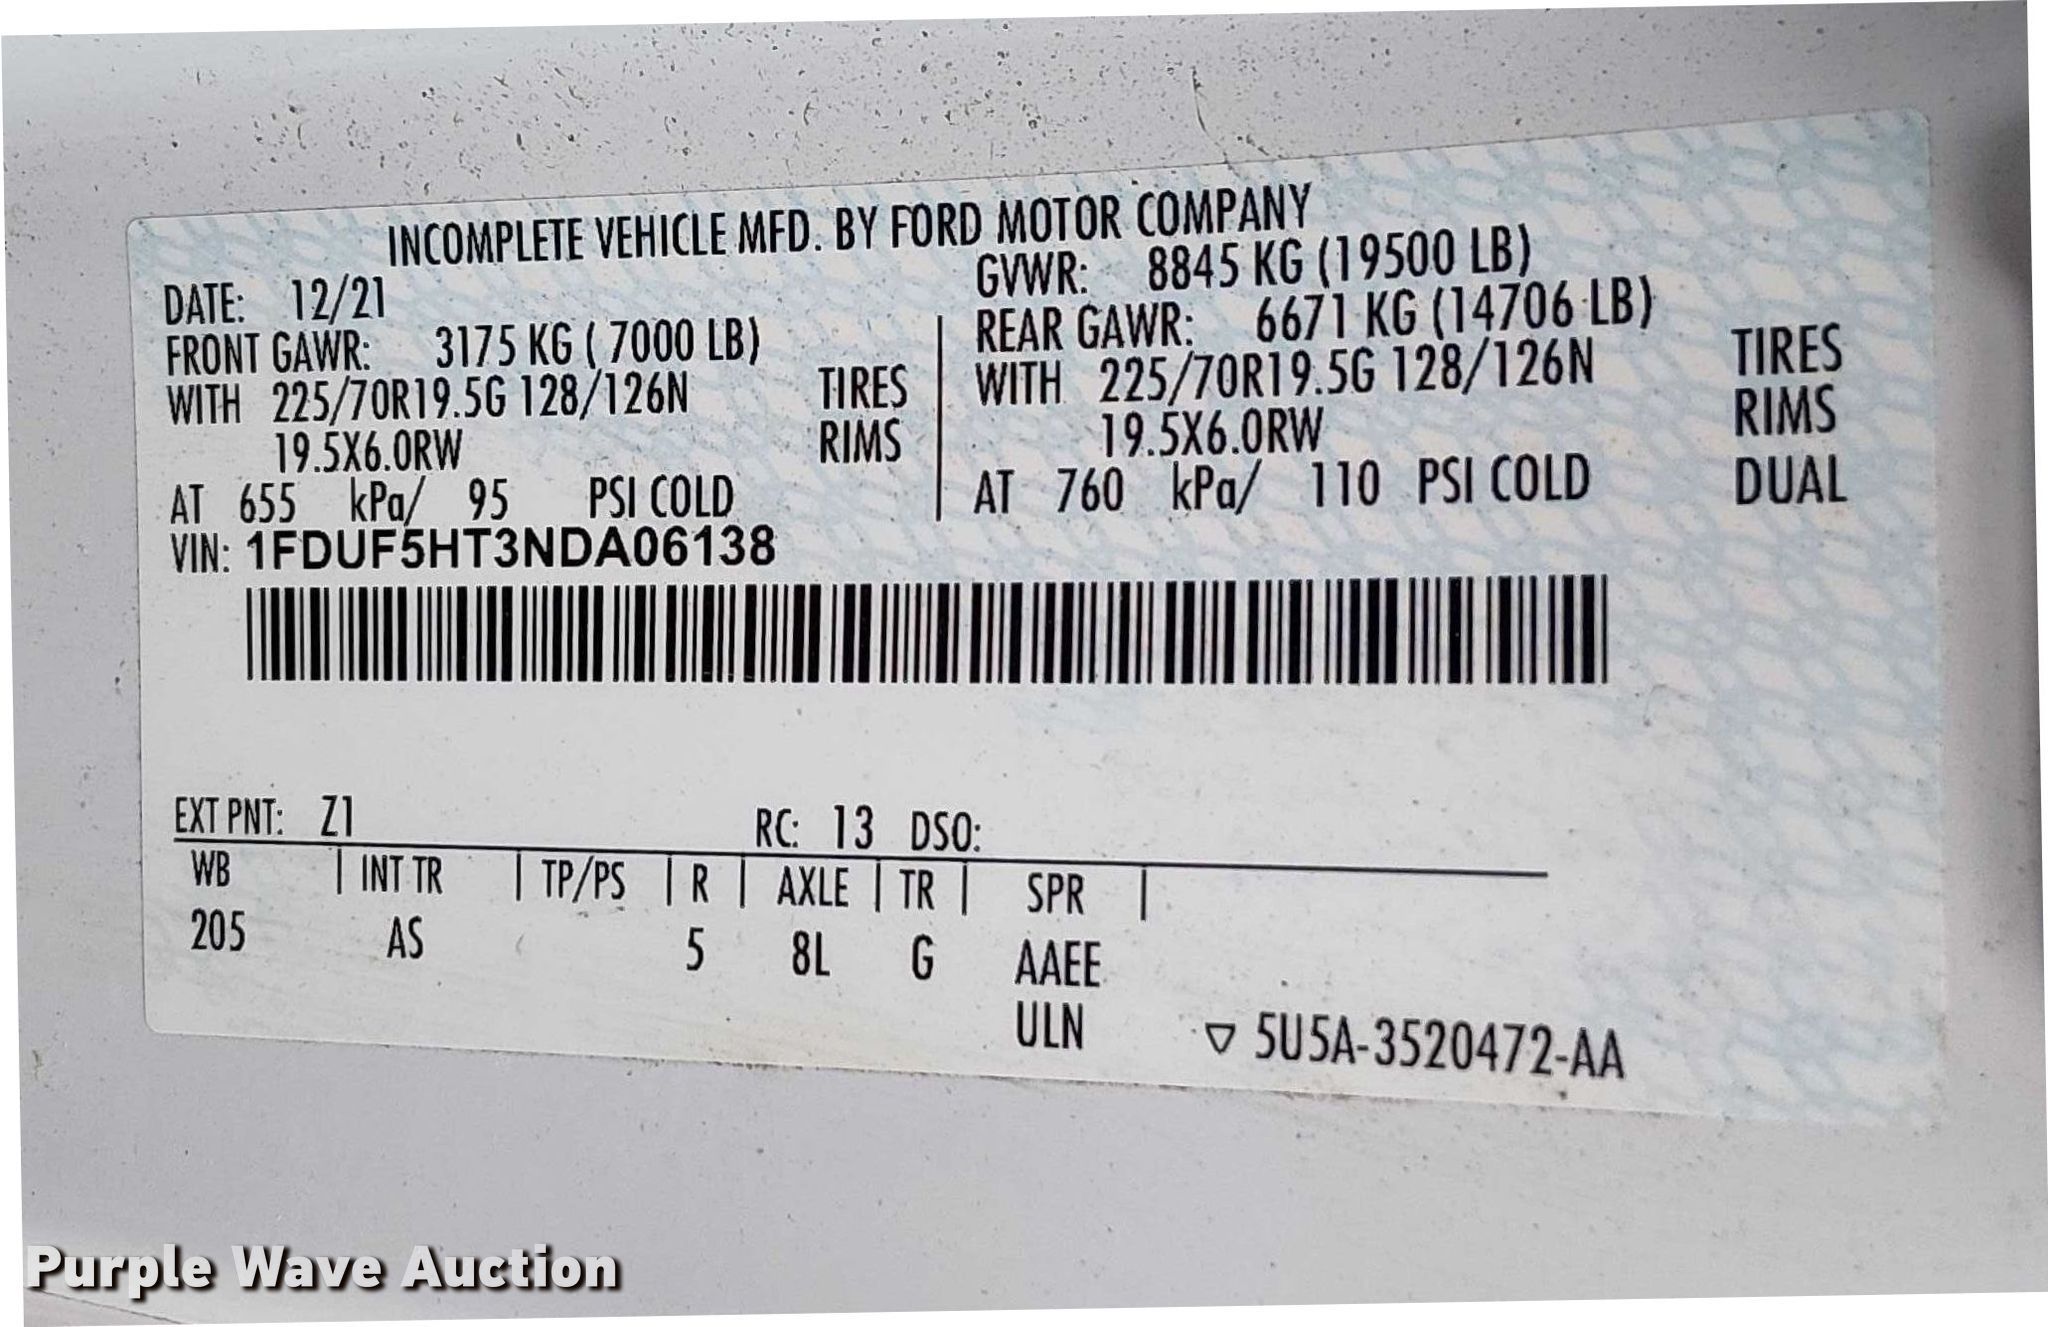 INCOMPLETE VEHICLE MFD. BY FORD MOTOR COMPANY
DATE: 12/21
GVWR: 8845 KG (19500 LB)
FRONT GAWR: 3175 KG ( 7000 LB)
REAR GAWR: 6671 KG (14706 LB)
WITH 225/70R19.5G 128/126N TIRES
WITH 225/70R19.5G 128/126N TIRES
19.5X6.0RW RIMS
19.5X6.0RW RIMS
AT 655 kPa/ 95 PSI COLD
AT 760 kPa/ 110 PSI COLD DUAL
VIN: 1FDUF5HT3NDA06138
EXT PNT: Z1 RC: 13 DSO:
WB | INT TR | TP/PS | R | AXLE | TR | SPR |
205 AS 5 8L G AAEE
ULN ▽ 5U5A-3520472-AA
Purple Wave Auction